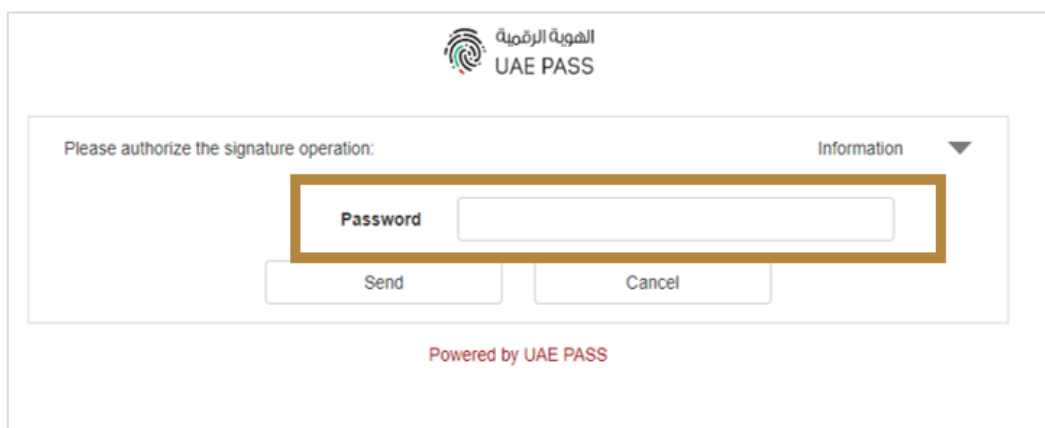 الهوية الرقمية
UAE PASS
Please authorize the signature operation:
Information
Password
Send
Cancel
Powered by UAE PASS